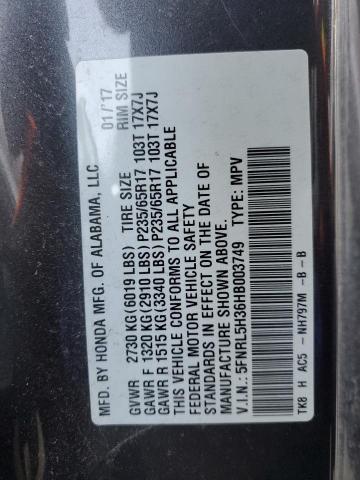 MFD. BY HONDA MFG. OF ALABAMA, LLC 01/'17
GVWR 2730 KG(6019 LBS) TIRE SIZE RIM SIZE
GAWR F 1320 KG(2910 LBS) P235/65R17 103T 17X7J
GAWR R 1515 KG(3340 LBS) P235/65R17 103T 17X7J
THIS VEHICLE CONFORMS TO ALL APPLICABLE
FEDERAL MOTOR VEHICLE SAFETY
STANDARDS IN EFFECT ON THE DATE OF
MANUFACTURE SHOWN ABOVE.
V.I.N.: 5FNRL5H36HB003749 TYPE: MPV
TK8 H AC5- NH797M -B-B